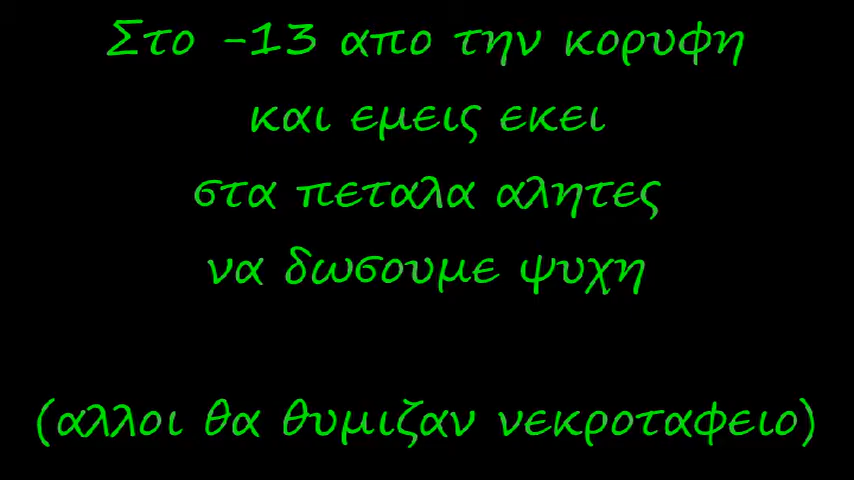 Στο -13 απο την κορυφη
και εμεις εκει
στα πεταλα αλητες
να δωσουμε ψυχη
(αλλοι θα θυμιζαν νεκροταφειο)